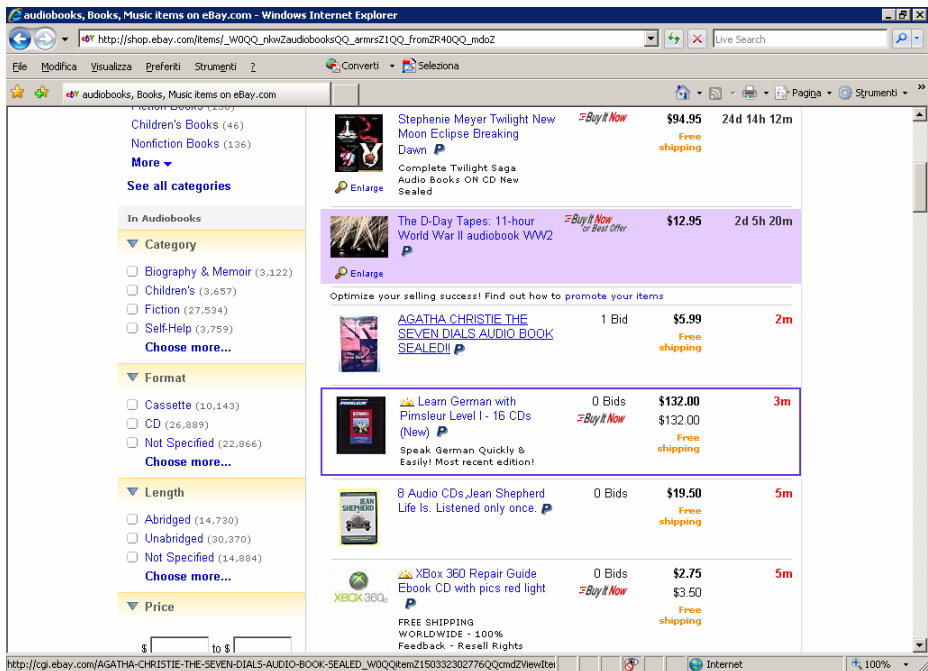 audiobooks, Books, Music items on eBay.com - Windows Internet Explorer
http://shop.ebay.com/items/_W0QQ_nkwZaudiobooksQQ_armrsZ1QQ_fromZR40QQ_mdoZ
Live Search
File Modifica Visualizza Preferiti Strumenti ? Converti Seleziona
audiobooks, Books, Music items on eBay.com
Pagina Strumenti »
Children's Books (46)
Nonfiction Books (136)
More
See all categories
In Audiobooks
Category
Biography & Memoir (3,122)
Children's (3,657)
Fiction (27,534)
Self-Help (3,759)
Choose more...
Format
Cassette (10,143)
CD (26,889)
Not Specified (22,866)
Choose more...
Length
Abridged (14,730)
Unabridged (30,370)
Not Specified (14,884)
Choose more...
Price
$ to $
Stephenie Meyer Twilight New
Moon Eclipse Breaking
Dawn P
Complete Twilight Saga
Audio Books ON CD New
Sealed
Enlarge
Buy It Now
$94.95
Free
shipping
24d 14h 12m
The D-Day Tapes: 11-hour
World War II audiobook WW2
P
Enlarge
Buy It Now
or Best Offer
$12.95
2d 5h 20m
Optimize your selling success! Find out how to promote your items
AGATHA CHRISTIE THE
SEVEN DIALS AUDIO BOOK
SEALED!! P
1 Bid
$5.99
Free
shipping
2m
PIMSLEUR
Learn German with
Pimsleur Level I - 16 CDs
(New) P
Speak German Quickly &
Easily! Most recent edition!
0 Bids
Buy It Now
$132.00
$132.00
Free
shipping
3m
JEAN
SHEPHERD
8 Audio CDs,Jean Shepherd
Life Is. Listened only once. P
0 Bids
$19.50
Free
shipping
5m
XBOX 360
XBox 360 Repair Guide
Ebook CD with pics red light
P
FREE SHIPPING
WORLDWIDE - 100%
Feedback - Resell Rights
0 Bids
Buy It Now
$2.75
$3.50
Free
shipping
5m
http://cgi.ebay.com/AGATHA-CHRISTIE-THE-SEVEN-DIALS-AUDIO-BOOK-SEALED_W0QQitemZ150332302776QQcmdZViewIte
Internet
100%